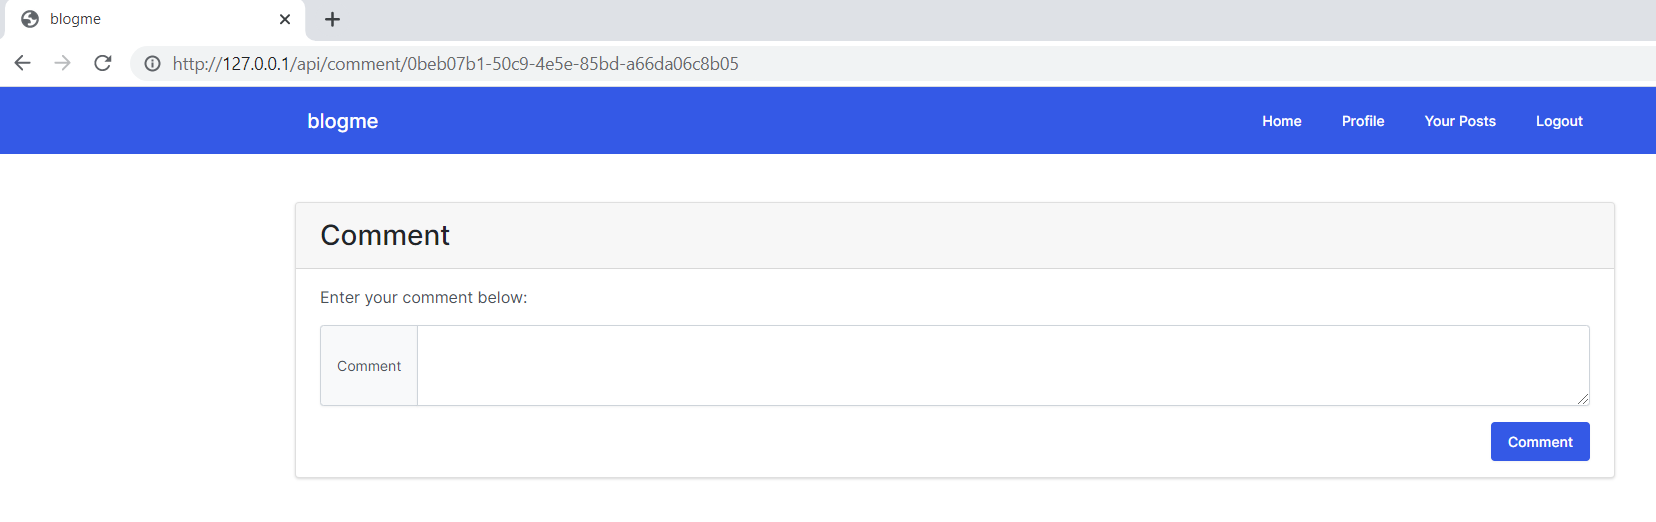 blogme
http://127.0.0.1/api/comment/0beb07b1-50c9-4e5e-85bd-a66da06c8b05
blogme Home Profile Your Posts Logout
Comment
Enter your comment below:
Comment
Comment